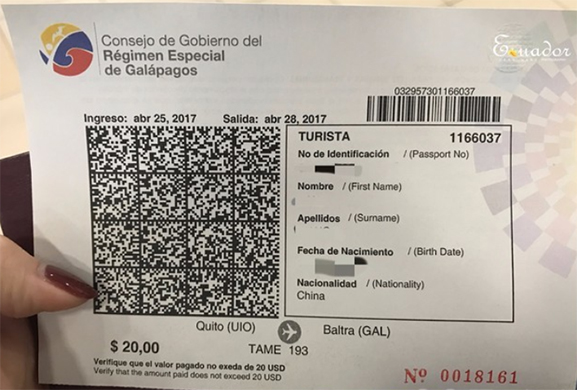 Consejo de Gobierno del
Régimen Especial
de Galápagos
Ecuador
032957301166037
Ingreso: abr 25, 2017 Salida: abr 28, 2017
TURISTA 1166037
No de Identificación / (Passport No)
Nombre / (First Name)
Apellidos / (Surname)
Fecha de Nacimiento / (Birth Date)
Nacionalidad / (Nationality)
China
Quito (UIO) Baltra (GAL)
$ 20,00 TAME 193
Verifique que el valor pagado no exeda de 20 USD
Verify that the amount paid does not exceed 20 USD
Nº 0018161